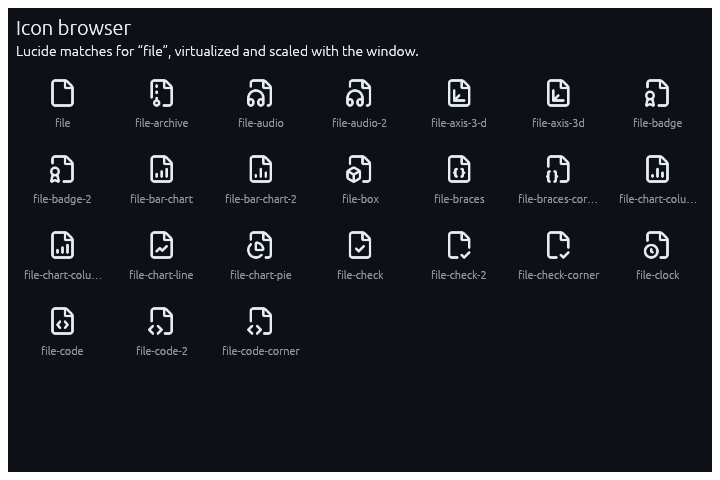 Icon browser
Lucide matches for “file”, virtualized and scaled with the window.
file file-archive file-audio file-audio-2 file-axis-3-d file-axis-3d file-badge
file-badge-2 file-bar-chart file-bar-chart-2 file-box file-braces file-braces-cor… file-chart-colu…
file-chart-colu… file-chart-line file-chart-pie file-check file-check-2 file-check-corner file-clock
file-code file-code-2 file-code-corner